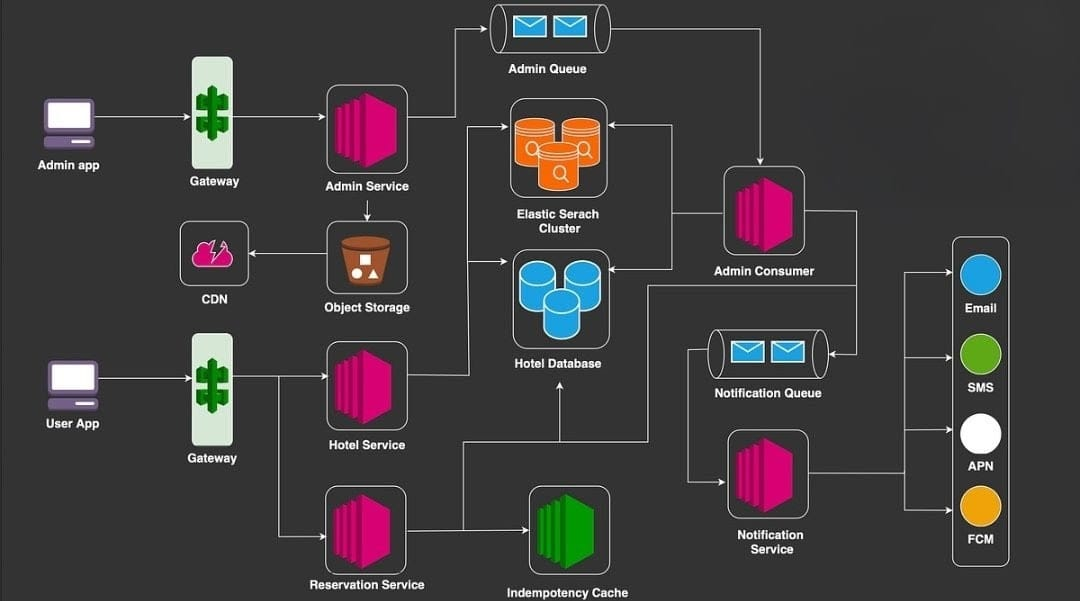 Admin Queue
Admin app
Gateway
Admin Service
Elastic Serach
Cluster
Admin Consumer
CDN
Object Storage
Hotel Database
Email
SMS
APN
FCM
Notification Queue
User App
Gateway
Hotel Service
Notification
Service
Reservation Service
Indempotency Cache